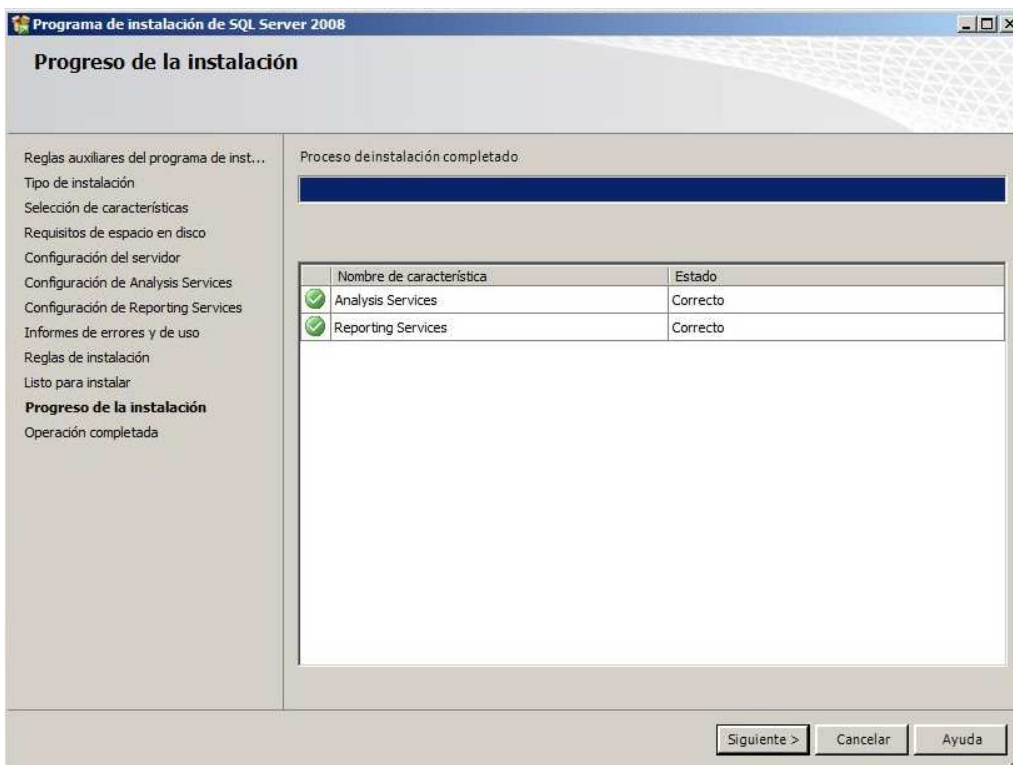 Programa de instalación de SQL Server 2008
Progreso de la instalación
Reglas auxiliares del programa de inst...
Tipo de instalación
Selección de características
Requisitos de espacio en disco
Configuración del servidor
Configuración de Analysis Services
Configuración de Reporting Services
Informes de errores y de uso
Reglas de instalación
Listo para instalar
Progreso de la instalación
Operación completada
Proceso deinstalación completado
Nombre de característica Estado
Analysis Services Correcto
Reporting Services Correcto
Siguiente > Cancelar Ayuda